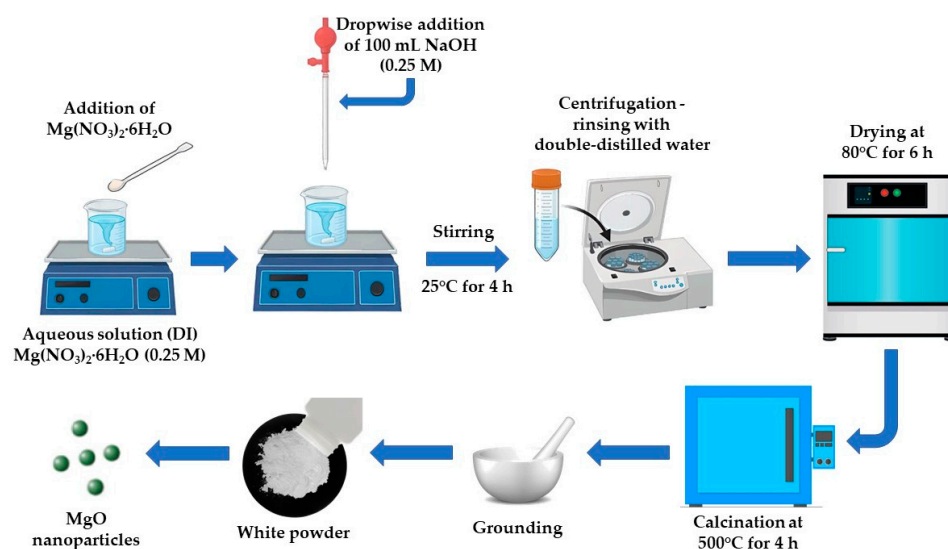 Addition of
Mg(NO₃)₂·6H₂O
Aqueous solution (DI)
Mg(NO₃)₂·6H₂O (0.25 M)
Dropwise addition
of 100 mL NaOH
(0.25 M)
Stirring
25°C for 4 h
Centrifugation -
rinsing with
double-distilled water
Drying at
80°C for 6 h
Calcination at
500°C for 4 h
Grounding
White powder
MgO
nanoparticles